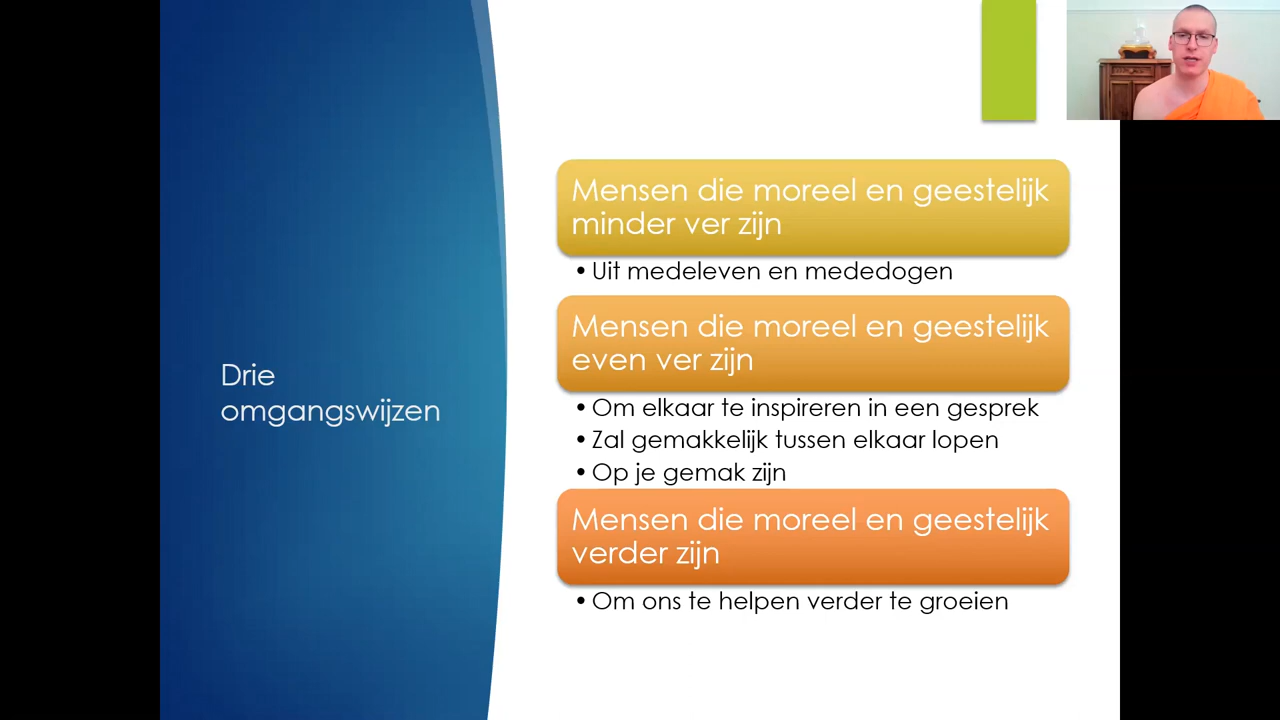 Drie
omgangswijzen
Mensen die moreel en geestelijk
minder ver zijn
• Uit medeleven en mededogen
Mensen die moreel en geestelijk
even ver zijn
• Om elkaar te inspireren in een gesprek
• Zal gemakkelijk tussen elkaar lopen
• Op je gemak zijn
Mensen die moreel en geestelijk
verder zijn
• Om ons te helpen verder te groeien